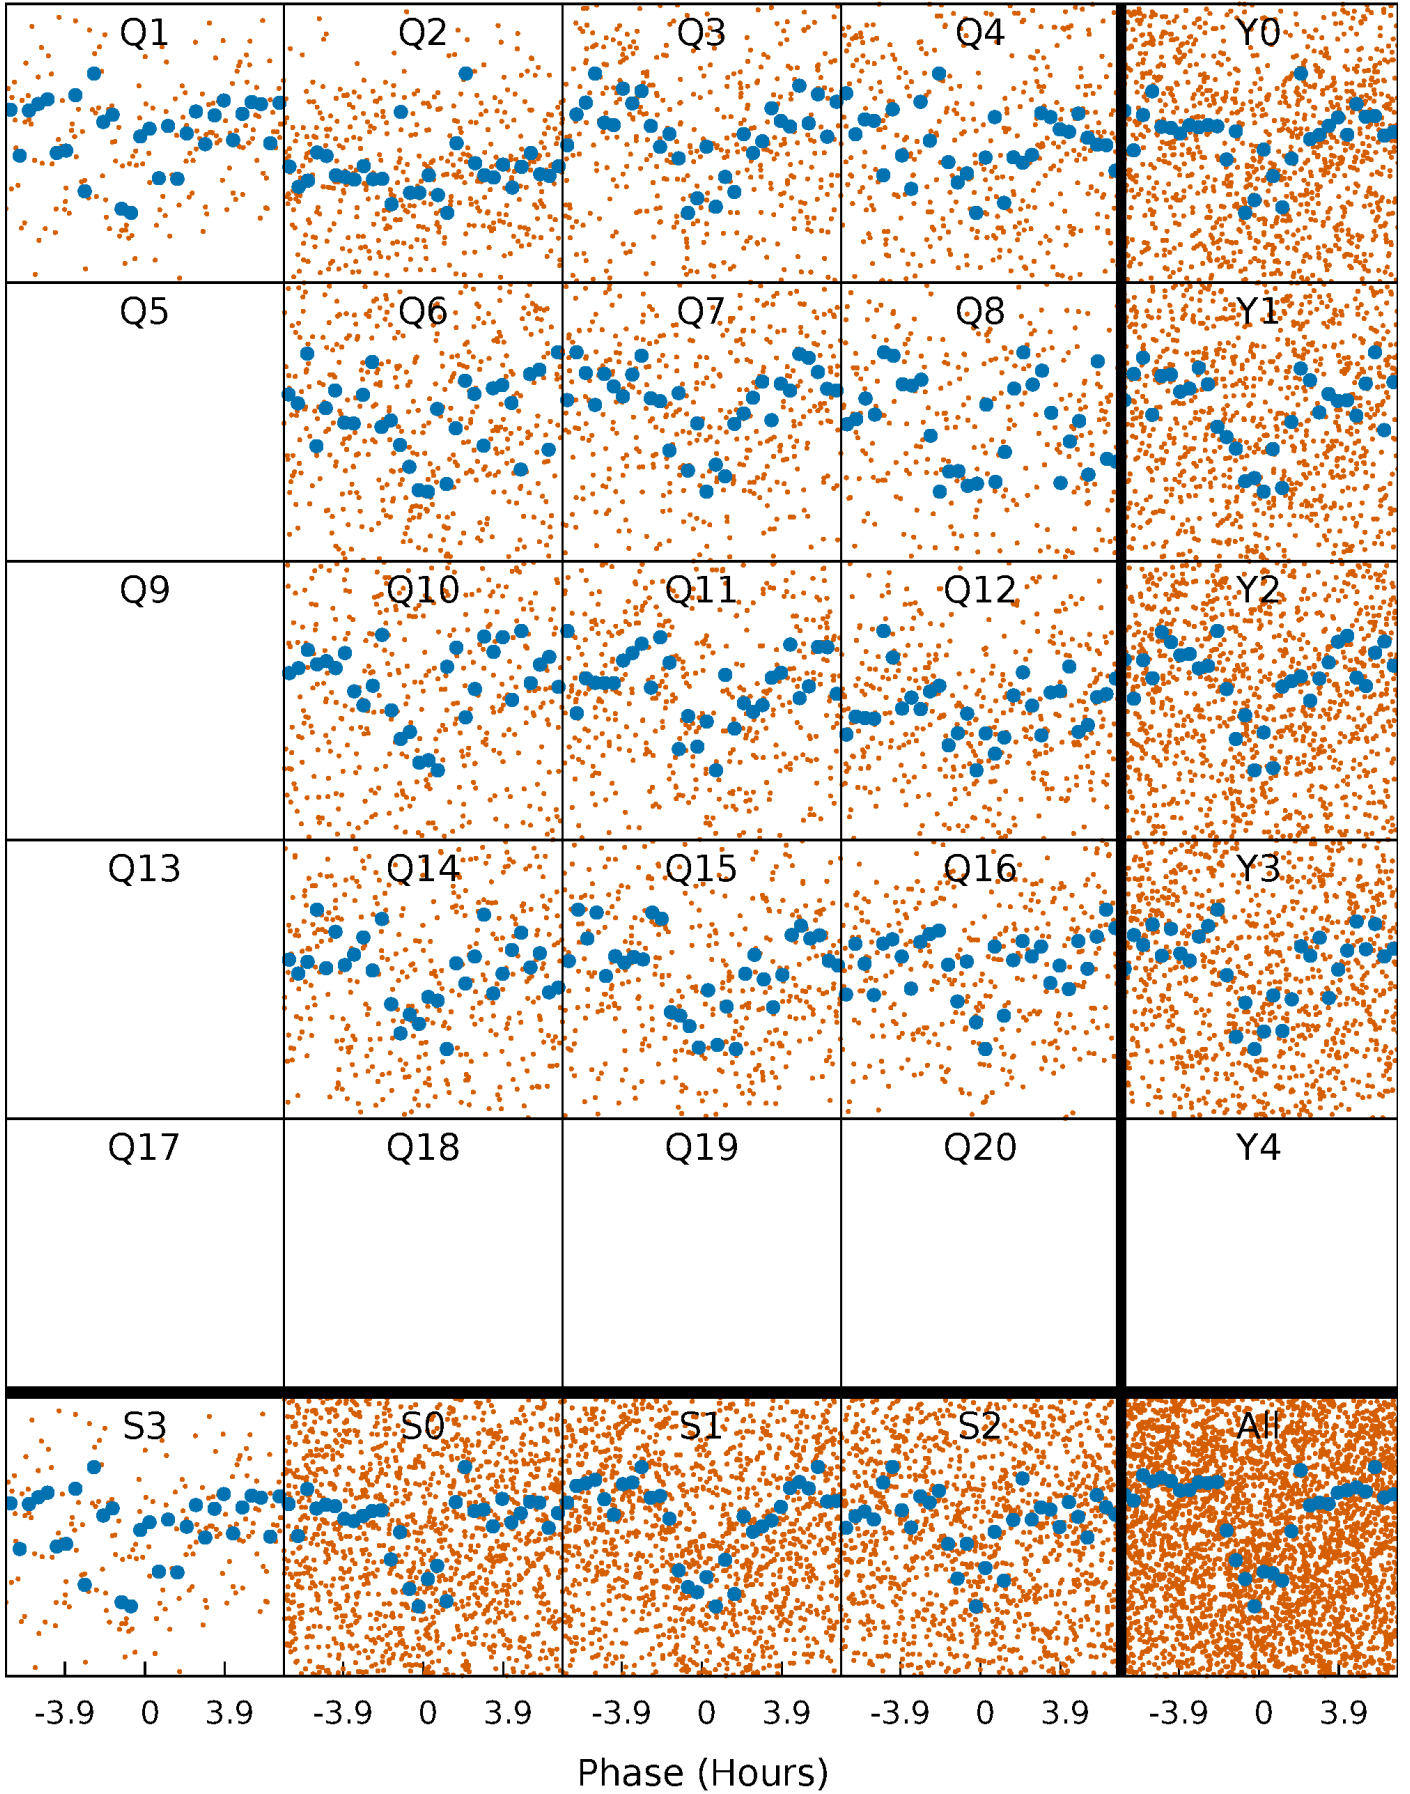 Q1 Q2 Q3 Q4 Y0
Q5 Q6 Q7 Q8 Y1
Q9 Q10 Q11 Q12 Y2
Q13 Q14 Q15 Q16 Y3
Q17 Q18 Q19 Q20 Y4
S3 S0 S1 S2 All
-3.9 0 3.9 -3.9 0 3.9 -3.9 0 3.9 -3.9 0 3.9 -3.9 0 3.9
Phase (Hours)